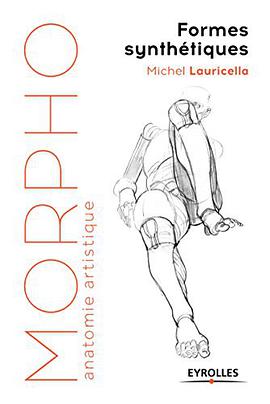 Formes
synthétiques
Michel Lauricella
MORPHO
anatomie artistique
EYROLLES